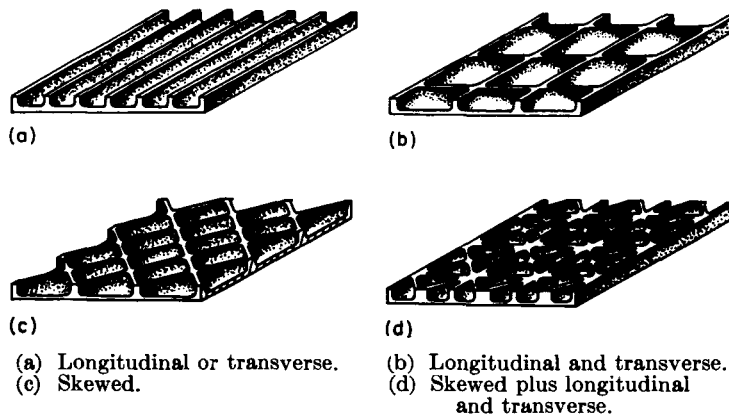 (a)
(b)
(c)
(d)
(a) Longitudinal or transverse.
(c) Skewed.
(b) Longitudinal and transverse.
(d) Skewed plus longitudinal
and transverse.